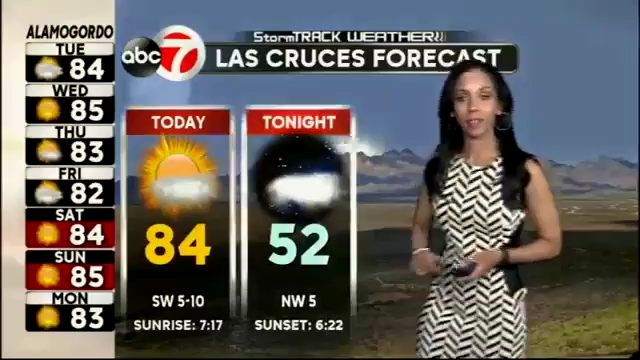 ALAMOGORDO
TUE
84
WED
85
THU
83
FRI
82
SAT
84
SUN
85
MON
83
StormTRACK WEATHER!!
abc 7
LAS CRUCES FORECAST
TODAY
84
SW 5-10
SUNRISE: 7:17
TONIGHT
52
NW 5
SUNSET: 6:22